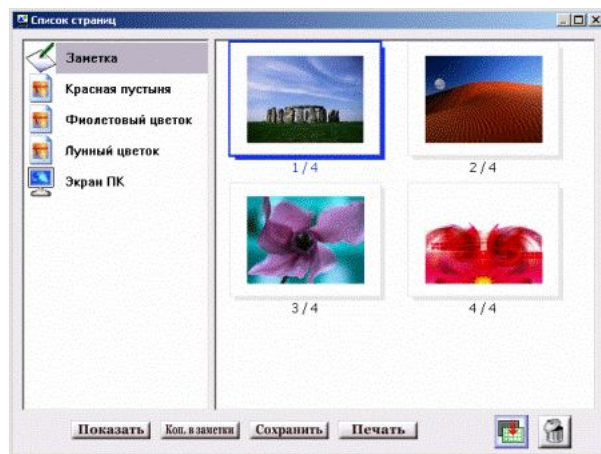 Список страниц
Заметка
Красная пустыня
Фиолетовый цветок
Лунный цветок
Экран ПК
1 / 4
2 / 4
3 / 4
4 / 4
Показать
Коп. в заметки
Сохранить
Печать